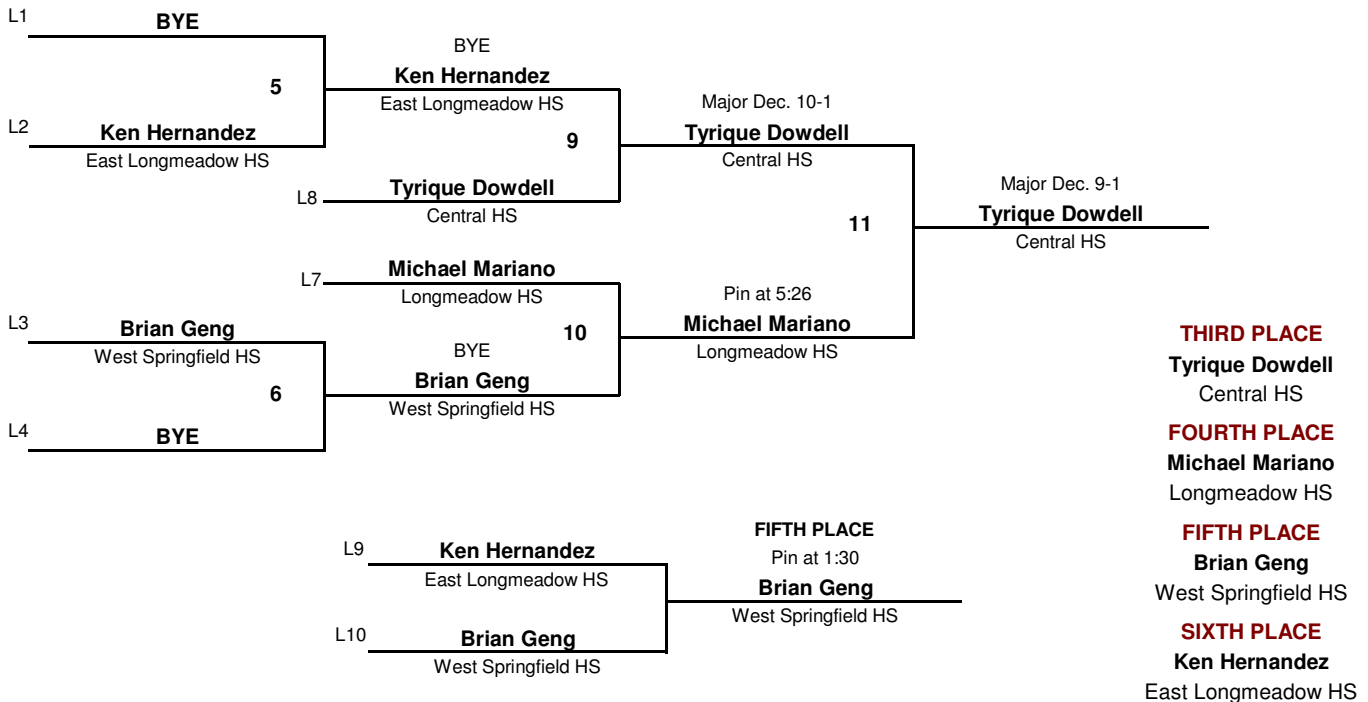 L1
BYE
5
L2
Ken Hernandez
East Longmeadow HS
BYE
Ken Hernandez
East Longmeadow HS
9
L8
Tyrique Dowdell
Central HS
Major Dec. 10-1
Tyrique Dowdell
Central HS
11
Major Dec. 9-1
Tyrique Dowdell
Central HS
L7
Michael Mariano
Longmeadow HS
10
Pin at 5:26
Michael Mariano
Longmeadow HS
L3
Brian Geng
West Springfield HS
6
BYE
Brian Geng
West Springfield HS
L4
BYE
L9
Ken Hernandez
East Longmeadow HS
L10
Brian Geng
West Springfield HS
FIFTH PLACE
Pin at 1:30
Brian Geng
West Springfield HS
THIRD PLACE
Tyrique Dowdell
Central HS
FOURTH PLACE
Michael Mariano
Longmeadow HS
FIFTH PLACE
Brian Geng
West Springfield HS
SIXTH PLACE
Ken Hernandez
East Longmeadow HS